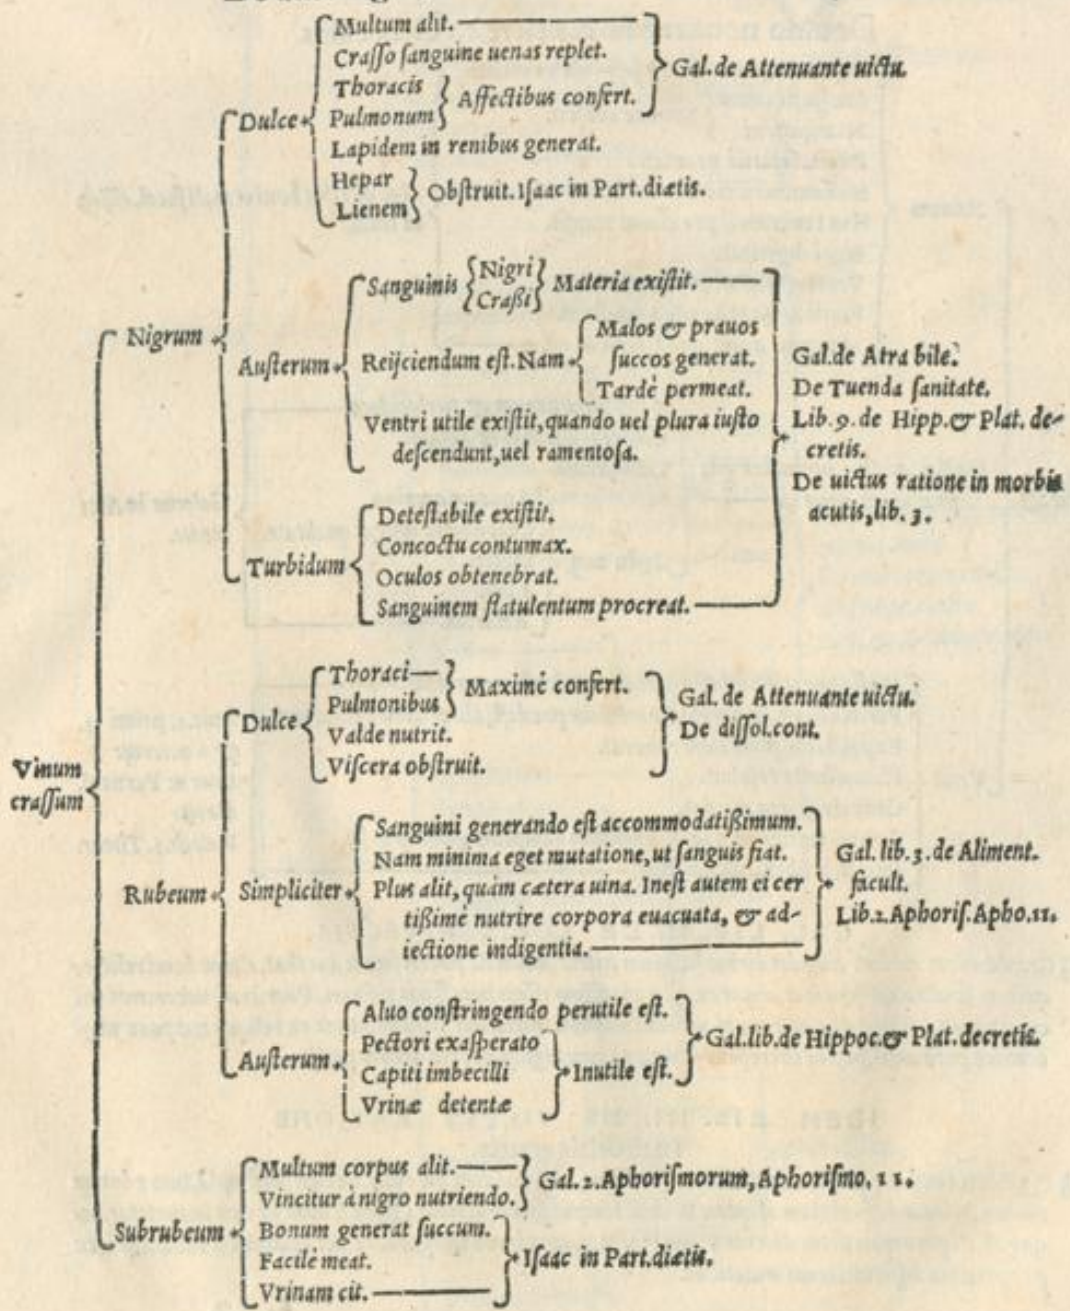 Multum alit.
Crasso sanguine uenas replet.
Thoracis
Pulmonum
Affectibus confert.
Gal. de Attenuante uictu.
Dulce
Lapidem in renibus generat.
Hepar
Lienem
Obstruit. Isaac in Part. diætis.
Sanguinis
Nigri
Craßi
Materia existit.
Nigrum
Austerum
Reijciendum est. Nam
Malos & prauos
succos generat.
Tardè permeat.
Ventri utile existit, quando uel plura iusto
descendunt, uel ramentosa.
Gal. de Atra bile.
De Tuenda sanitate.
Lib. 9. de Hipp. & Plat. de-
cretis.
De uictus ratione in morbis
acutis, lib. 3.
Turbidum
Detestabile existit.
Concoctu contumax.
Oculos obtenebrat.
Sanguinem flatulentum procreat.
Vinum
crassum
Dulce
Thoraci
Pulmonibus
Maximè confert.
Valde nutrit.
Viscera obstruit.
Gal. de Attenuante uictu.
De dissol. cont.
Rubeum
Simpliciter
Sanguini generando est accommodatißimum.
Nam minima eget mutatione, ut sanguis fiat.
Plus alit, quàm cætera uina. Inest autem ei cer
tißimè nutrire corpora euacuata, & ad-
iectione indigentia.
Gal. lib. 3. de Aliment.
facult.
Lib. 2. Aphoris. Apho. 11.
Austerum
Aluo constringendo perutile est.
Pectori exasperato
Capiti imbecilli
Vrinæ detentæ
Inutile est.
Gal. lib. de Hippoc. & Plat. decretis.
Subrubeum
Multum corpus alit.
Vincitur à nigro nutriendo.
Gal. 2. Aphorismorum, Aphorismo, 11.
Bonum generat succum.
Facilè meat.
Vrinam cit.
Isaac in Part. diætis.